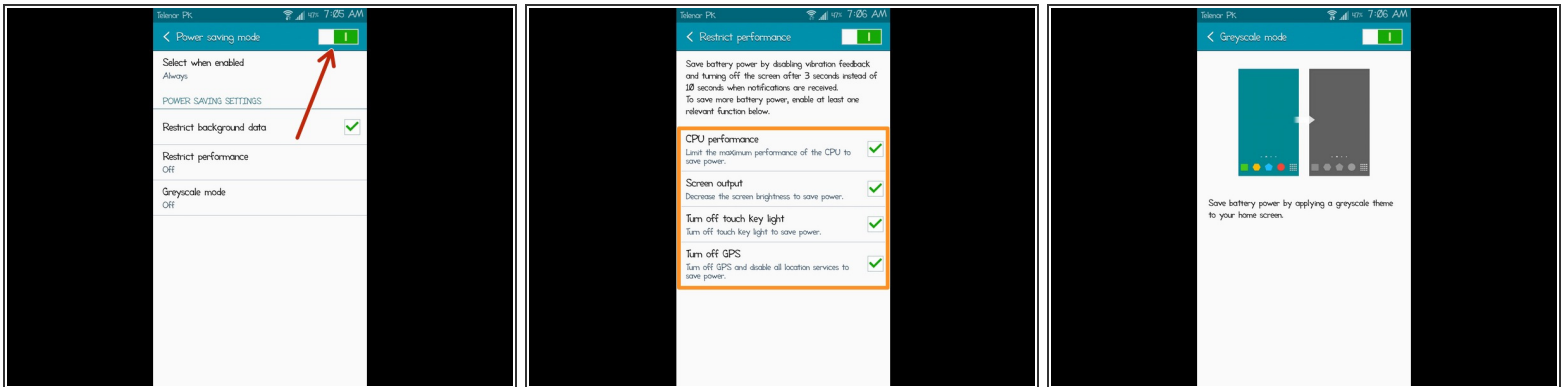 Telenor PK 47% 7:05 AM
Power saving mode
Select when enabled
Always
POWER SAVING SETTINGS
Restrict background data
Restrict performance
Off
Greyscale mode
Off
Telenor PK 47% 7:06 AM
Restrict performance
Save battery power by disabling vibration feedback
and turning off the screen after 3 seconds instead of
10 seconds when notifications are received.
To save more battery power, enable at least one
relevant function below.
CPU performance
Limit the maximum performance of the CPU to
save power.
Screen output
Decrease the screen brightness to save power.
Turn off touch key light
Turn off touch key light to save power.
Turn off GPS
Turn off GPS and disable all location services to
save power.
Telenor PK 47% 7:06 AM
Greyscale mode
Save battery power by applying a greyscale theme
to your home screen.